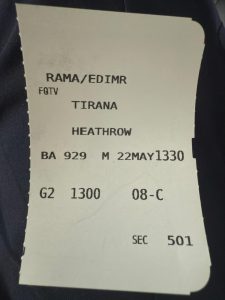 RAMA/EDIMR
FQTV
TIRANA
HEATHROW
BA 929 M 22MAY1330
G2 1300 08-C
SEC 501